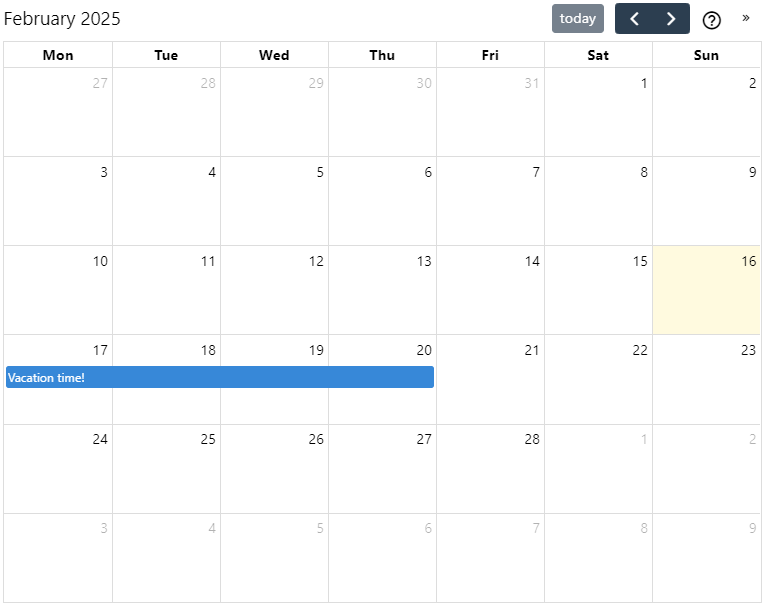 February 2025 today ? »
Mon Tue Wed Thu Fri Sat Sun
27 28 29 30 31 1 2
3 4 5 6 7 8 9
10 11 12 13 14 15 16
17 18 19 20 21 22 23
Vacation time!
24 25 26 27 28 1 2
3 4 5 6 7 8 9